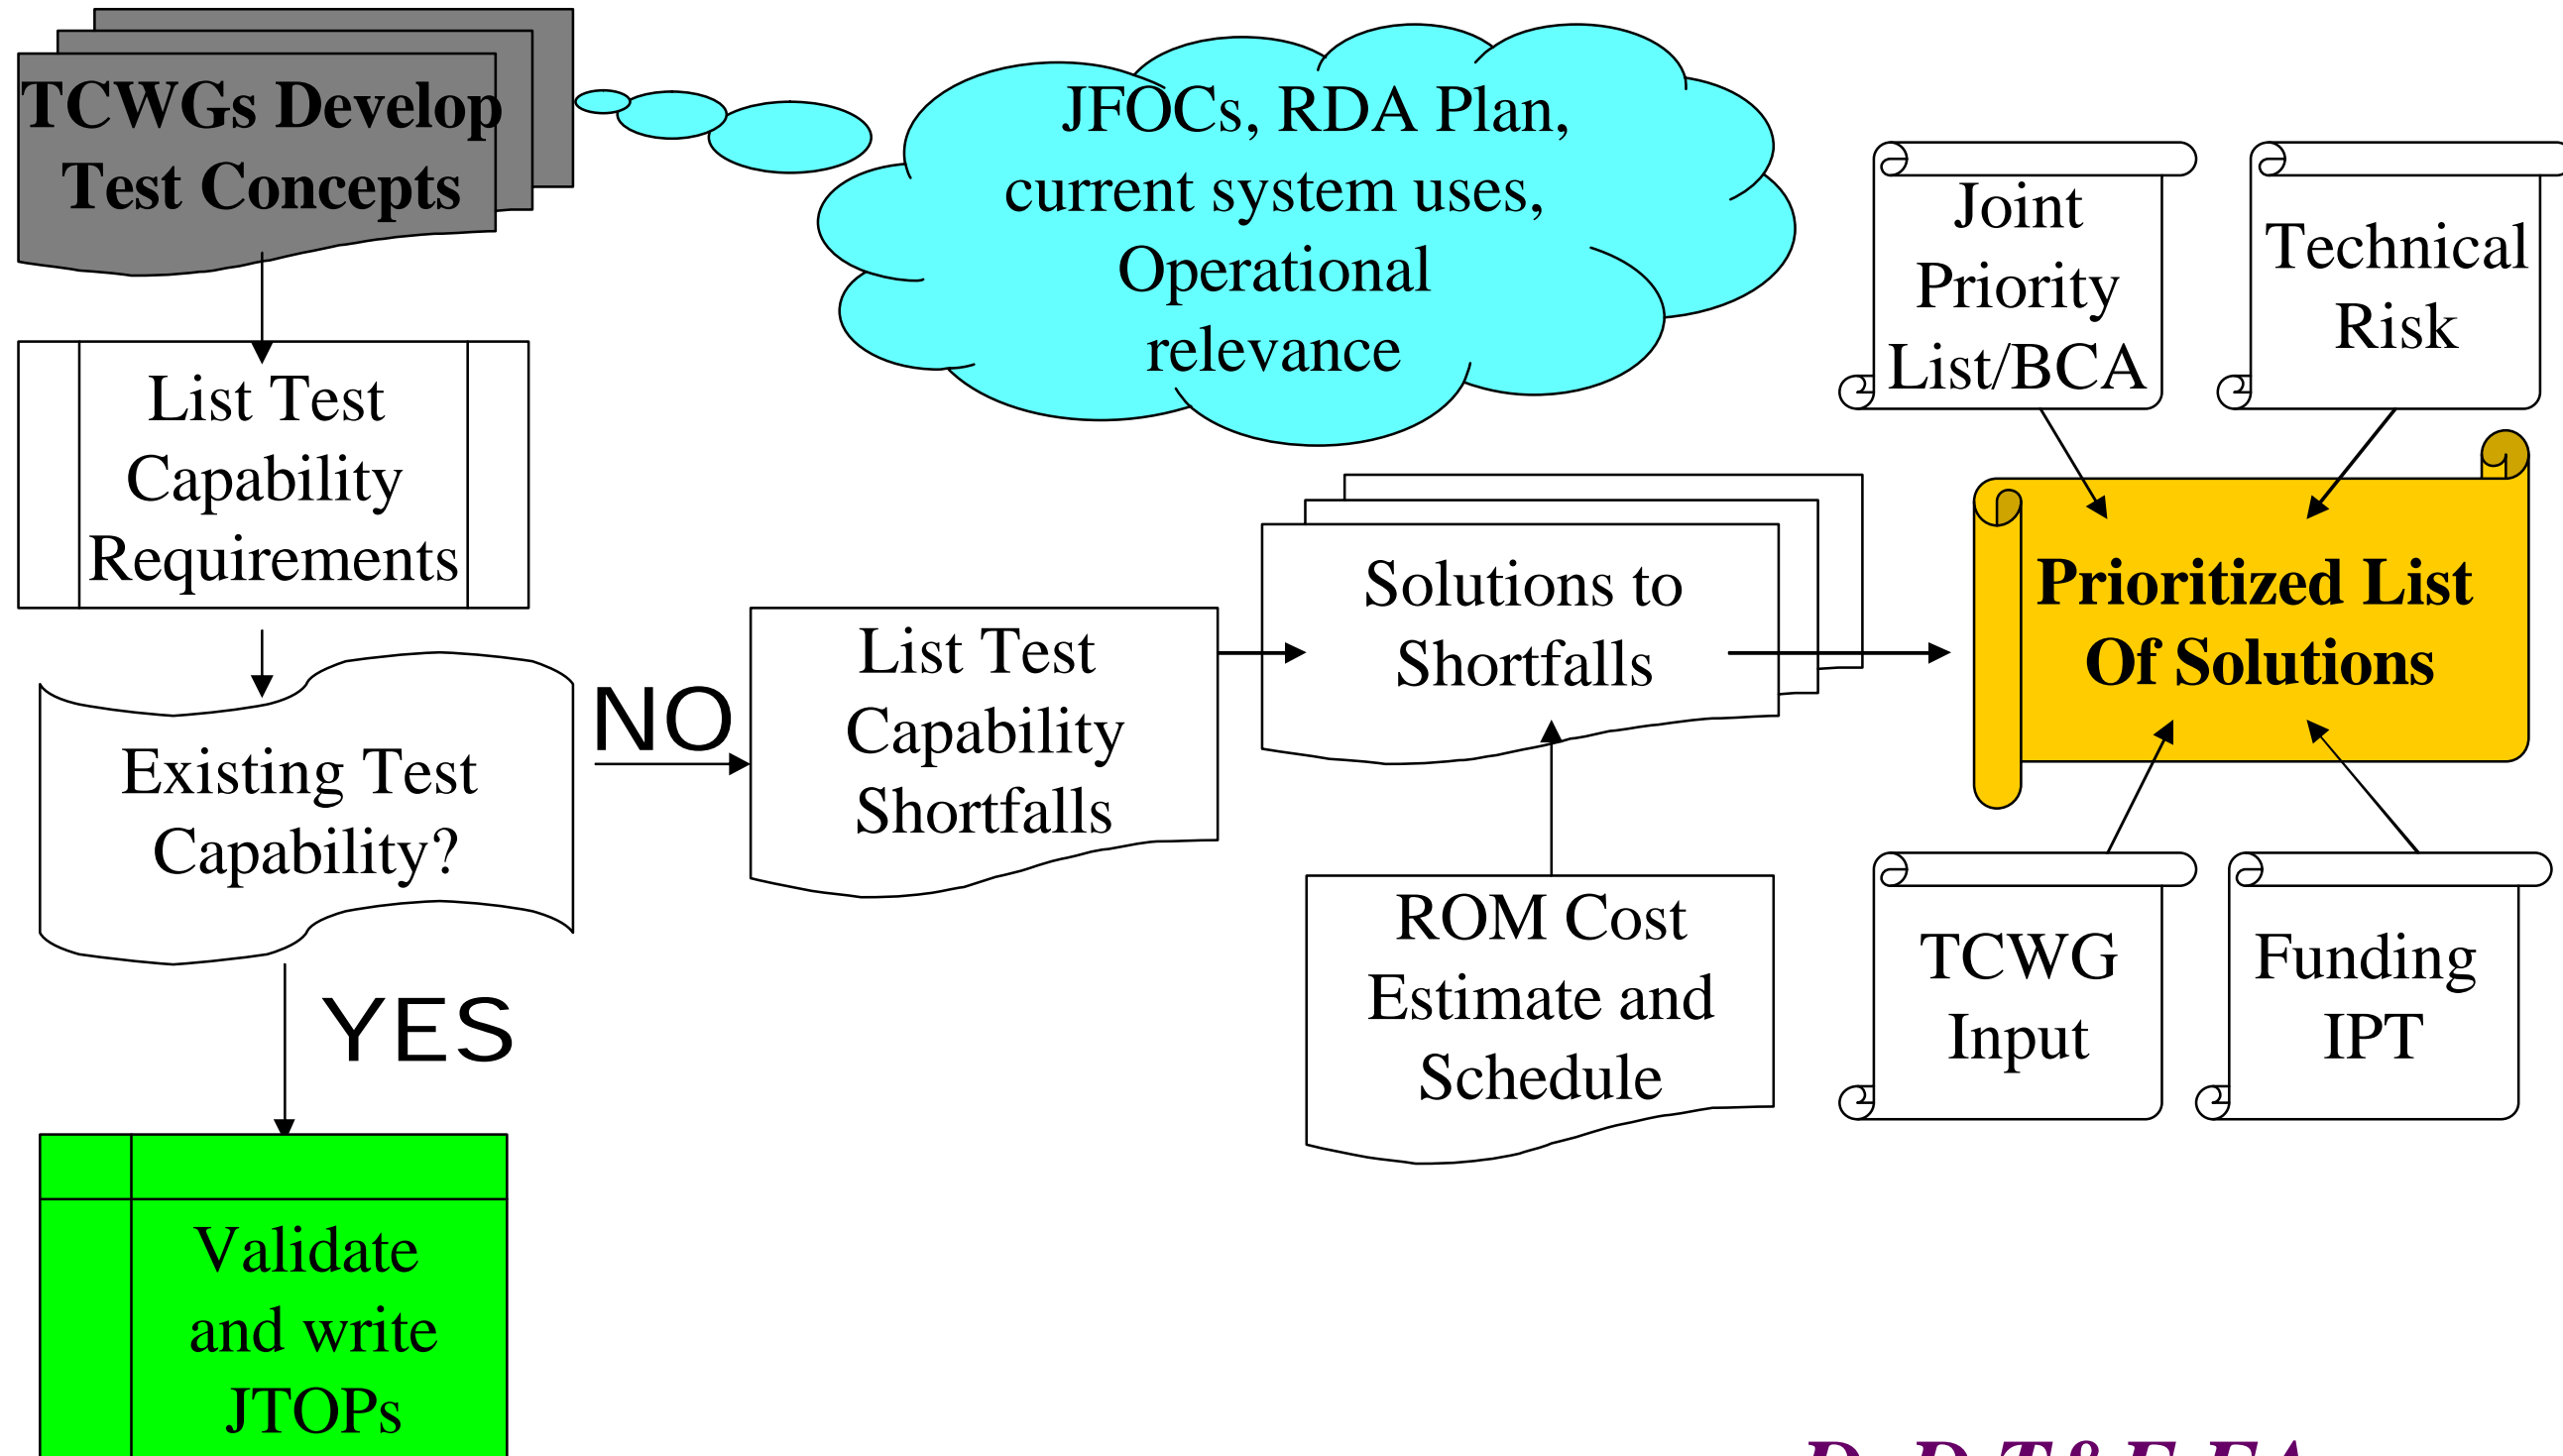 TCWGs Develop
Test Concepts
JFOCs, RDA Plan,
current system uses,
Operational
relevance
Joint
Priority
List/BCA
Technical
Risk
List Test
Capability
Requirements
Existing Test
Capability?
NO
List Test
Capability
Shortfalls
Solutions to
Shortfalls
Prioritized List
Of Solutions
ROM Cost
Estimate and
Schedule
TCWG
Input
Funding
IPT
YES
Validate
and write
JTOPs